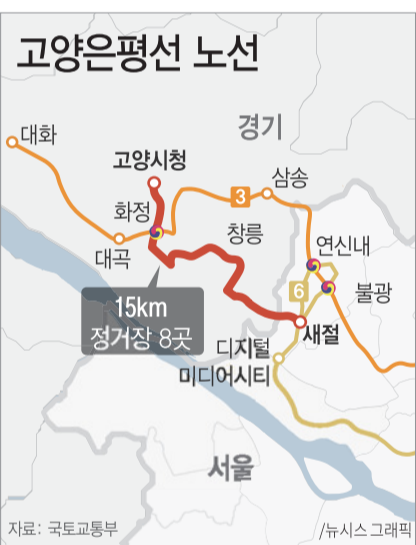 고양은평선 노선
경기
대화
고양시청
삼송
화정
3
창릉
대곡
연신내
6
불광
15km
정거장 8곳
새절
디지털
미디어시티
서울
자료: 국토교통부
/뉴시스 그래픽